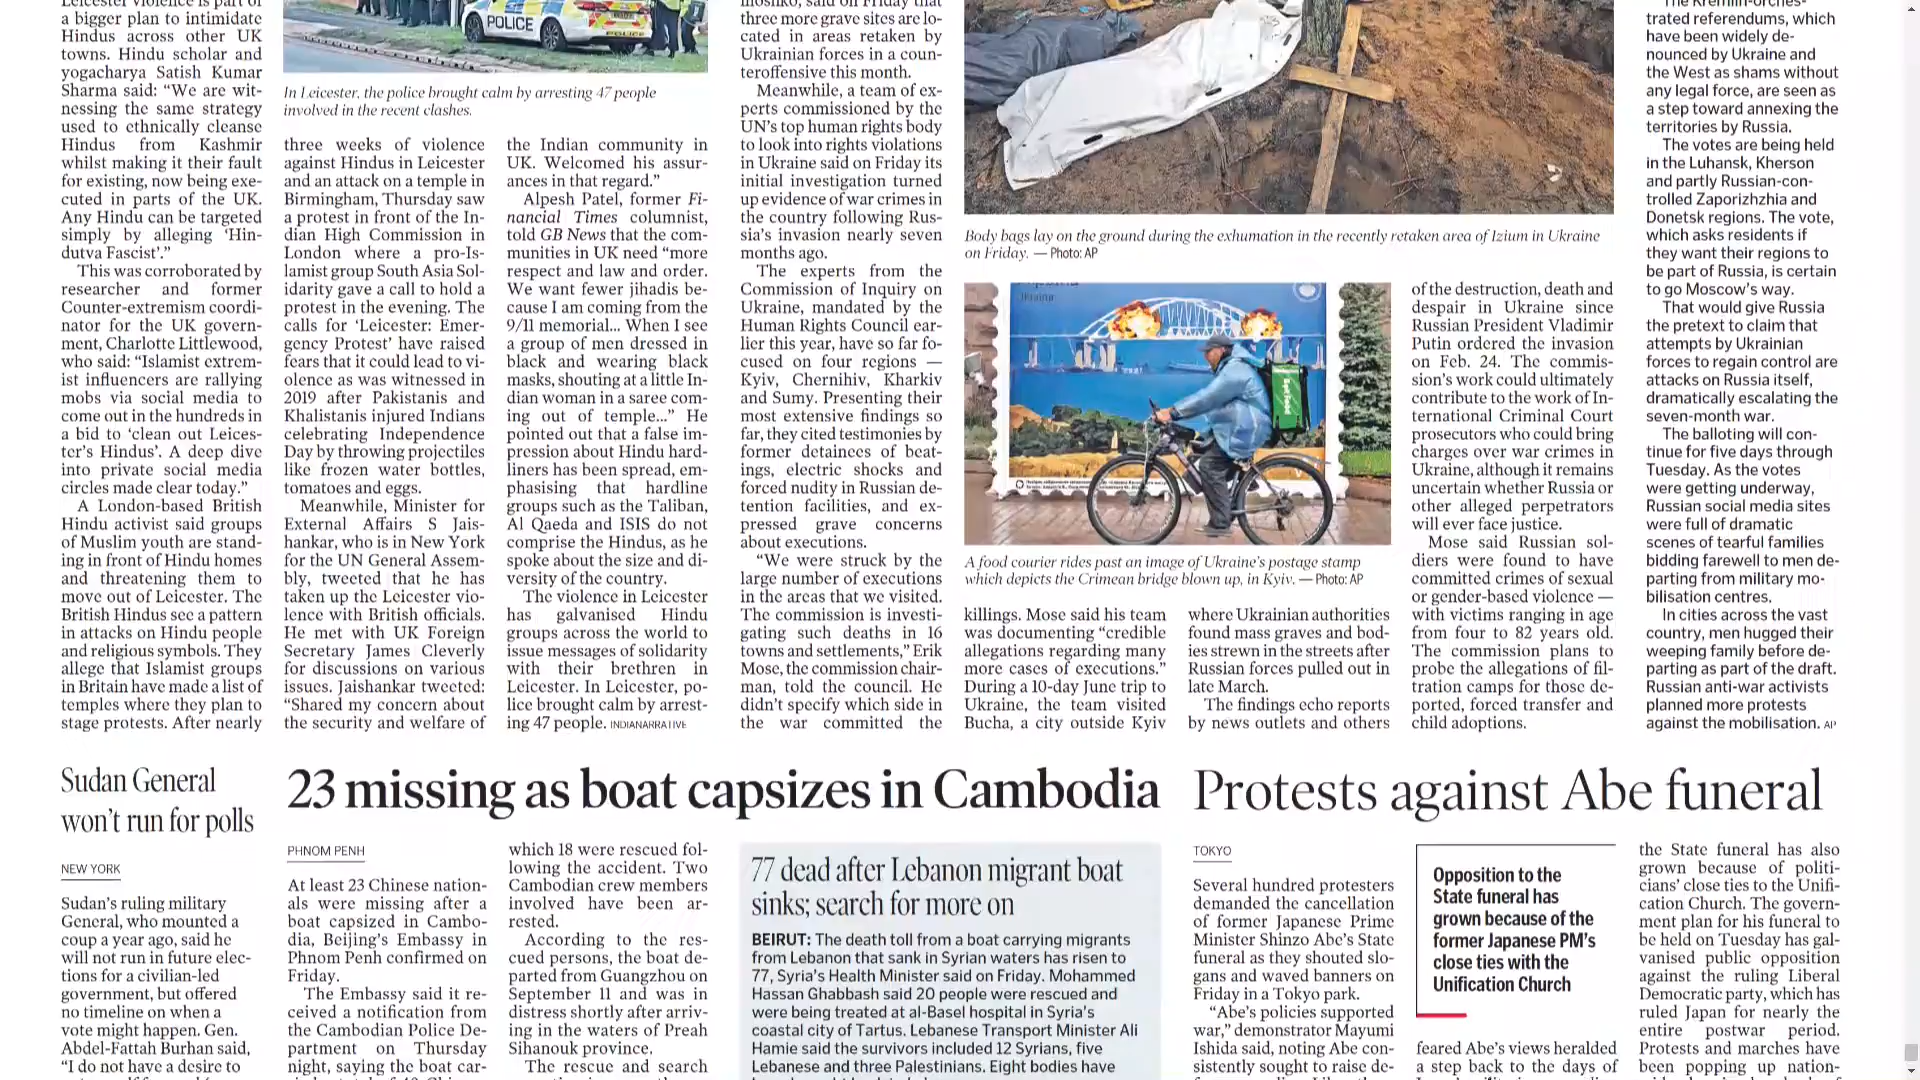 Leicester violence is part of
a bigger plan to intimidate
Hindus across other UK
towns. Hindu scholar and
yogacharya Satish Kumar
Sharma said: “We are wit-
nessing the same strategy
used to ethnically cleanse
Hindus from Kashmir
whilst making it their fault
for existing, now being exe-
cuted in parts of the UK.
Any Hindu can be targeted
simply by alleging ‘Hin-
dutva Fascist’.”
This was corroborated by
researcher and former
Counter-extremism coordi-
nator for the UK govern-
ment, Charlotte Littlewood,
who said: “Islamist extrem-
ist influencers are rallying
mobs via social media to
come out in the hundreds in
a bid to ‘clean out Leices-
ter’s Hindus’. A deep dive
into private social media
circles made clear today.”
A London-based British
Hindu activist said groups
of Muslim youth are stand-
ing in front of Hindu homes
and threatening them to
move out of Leicester. The
British Hindus see a pattern
in attacks on Hindu people
and religious symbols. They
allege that Islamist groups
in Britain have made a list of
temples where they plan to
stage protests. After nearly
POLICE
In Leicester, the police brought calm by arresting 47 people
involved in the recent clashes.
three weeks of violence
against Hindus in Leicester
and an attack on a temple in
Birmingham, Thursday saw
a protest in front of the In-
dian High Commission in
London where a pro-Is-
lamist group South Asia Sol-
idarity gave a call to hold a
protest in the evening. The
calls for ‘Leicester: Emer-
gency Protest’ have raised
fears that it could lead to vi-
olence as was witnessed in
2019 after Pakistanis and
Khalistanis injured Indians
celebrating Independence
Day by throwing projectiles
like frozen water bottles,
tomatoes and eggs.
Meanwhile, Minister for
External Affairs S Jais-
hankar, who is in New York
for the UN General Assem-
bly, tweeted that he has
taken up the Leicester vio-
lence with British officials.
He met with UK Foreign
Secretary James Cleverly
for discussions on various
issues. Jaishankar tweeted:
“Shared my concern about
the security and welfare of
the Indian community in
UK. Welcomed his assur-
ances in that regard.”
Alpesh Patel, former Fi-
nancial Times columnist,
told GB News that the com-
munities in UK need “more
respect and law and order.
We want fewer jihadis be-
cause I am coming from the
9/11 memorial... When I see
a group of men dressed in
black and wearing black
masks, shouting at a little In-
dian woman in a saree com-
ing out of temple...” He
pointed out that a false im-
pression about Hindu hard-
liners has been spread, em-
phasising that hardline
groups such as the Taliban,
Al Qaeda and ISIS do not
comprise the Hindus, as he
spoke about the size and di-
versity of the country.
The violence in Leicester
has galvanised Hindu
groups across the world to
issue messages of solidarity
with their brethren in
Leicester. In Leicester, po-
lice brought calm by arrest-
ing 47 people. INDIANARRATIVE
moshko, said on Friday that
three more grave sites are lo-
cated in areas retaken by
Ukrainian forces in a coun-
teroffensive this month.
Meanwhile, a team of ex-
perts commissioned by the
UN’s top human rights body
to look into rights violations
in Ukraine said on Friday its
initial investigation turned
up evidence of war crimes in
the country following Rus-
sia’s invasion nearly seven
months ago.
The experts from the
Commission of Inquiry on
Ukraine, mandated by the
Human Rights Council ear-
lier this year, have so far fo-
cused on four regions —
Kyiv, Chernihiv, Kharkiv
and Sumy. Presenting their
most extensive findings so
far, they cited testimonies by
former detainees of beat-
ings, electric shocks and
forced nudity in Russian de-
tention facilities, and ex-
pressed grave concerns
about executions.
“We were struck by the
large number of executions
in the areas that we visited.
The commission is investi-
gating such deaths in 16
towns and settlements,” Erik
Mose, the commission chair-
man, told the council. He
didn’t specify which side in
the war committed the
Body bags lay on the ground during the exhumation in the recently retaken area of Izium in Ukraine
on Friday. — Photo: AP
A food courier rides past an image of Ukraine’s postage stamp
which depicts the Crimean bridge blown up, in Kyiv. — Photo: AP
killings. Mose said his team
was documenting “credible
allegations regarding many
more cases of executions.”
During a 10-day June trip to
Ukraine, the team visited
Bucha, a city outside Kyiv
where Ukrainian authorities
found mass graves and bod-
ies strewn in the streets after
Russian forces pulled out in
late March.
The findings echo reports
by news outlets and others
of the destruction, death and
despair in Ukraine since
Russian President Vladimir
Putin ordered the invasion
on Feb. 24. The commis-
sion’s work could ultimately
contribute to the work of In-
ternational Criminal Court
prosecutors who could bring
charges over war crimes in
Ukraine, although it remains
uncertain whether Russia or
other alleged perpetrators
will ever face justice.
Mose said Russian sol-
diers were found to have
committed crimes of sexual
or gender-based violence —
with victims ranging in age
from four to 82 years old.
The commission plans to
probe the allegations of fil-
tration camps for those de-
ported, forced transfer and
child adoptions.
The Kremlin-orches-
trated referendums, which
have been widely de-
nounced by Ukraine and
the West as shams without
any legal force, are seen as
a step toward annexing the
territories by Russia.
The votes are being held
in the Luhansk, Kherson
and partly Russian-con-
trolled Zaporizhzhia and
Donetsk regions. The vote,
which asks residents if
they want their regions to
be part of Russia, is certain
to go Moscow’s way.
That would give Russia
the pretext to claim that
attempts by Ukrainian
forces to regain control are
attacks on Russia itself,
dramatically escalating the
seven-month war.
The balloting will con-
tinue for five days through
Tuesday. As the votes
were getting underway,
Russian social media sites
were full of dramatic
scenes of tearful families
bidding farewell to men de-
parting from military mo-
bilisation centres.
In cities across the vast
country, men hugged their
weeping family before de-
parting as part of the draft.
Russian anti-war activists
planned more protests
against the mobilisation. AP
Sudan General
won’t run for polls
NEW YORK
Sudan’s ruling military
General, who mounted a
coup a year ago, said he
will not run in future elec-
tions for a civilian-led
government, but offered
no timeline on when a
vote might happen. Gen.
Abdel-Fattah Burhan said,
“I do not have a desire to
23 missing as boat capsizes in Cambodia
PHNOM PENH
At least 23 Chinese nation-
als were missing after a
boat capsized in Cambo-
dia, Beijing’s Embassy in
Phnom Penh confirmed on
Friday.
The Embassy said it re-
ceived a notification from
the Cambodian Police De-
partment on Thursday
night, saying the boat car-
which 18 were rescued fol-
lowing the accident. Two
Cambodian crew members
involved have been ar-
rested.
According to the res-
cued persons, the boat de-
parted from Guangzhou on
September 11 and was in
distress shortly after arriv-
ing in the waters of Preah
Sihanouk province.
The rescue and search
77 dead after Lebanon migrant boat
sinks; search for more on
BEIRUT: The death toll from a boat carrying migrants
from Lebanon that sank in Syrian waters has risen to
77, Syria’s Health Minister said on Friday. Mohammed
Hassan Ghabbash said 20 people were rescued and
were being treated at al-Basel hospital in Syria’s
coastal city of Tartus. Lebanese Transport Minister Ali
Hamie said the survivors included 12 Syrians, five
Lebanese and three Palestinians. Eight bodies have
Protests against Abe funeral
TOKYO
Several hundred protesters
demanded the cancellation
of former Japanese Prime
Minister Shinzo Abe’s State
funeral as they shouted slo-
gans and waved banners on
Friday in a Tokyo park.
“Abe’s policies supported
war,” demonstrator Mayumi
Ishida said, noting Abe con-
sistently sought to raise de-
Opposition to the
State funeral has
grown because of the
former Japanese PM’s
close ties with the
Unification Church
feared Abe’s views heralded
a step back to the days of
the State funeral has also
grown because of politi-
cians’ close ties to the Unifi-
cation Church. The govern-
ment plan for his funeral to
be held on Tuesday has gal-
vanised public opposition
against the ruling Liberal
Democratic party, which has
ruled Japan for nearly the
entire postwar period.
Protests and marches have
been popping up nation-